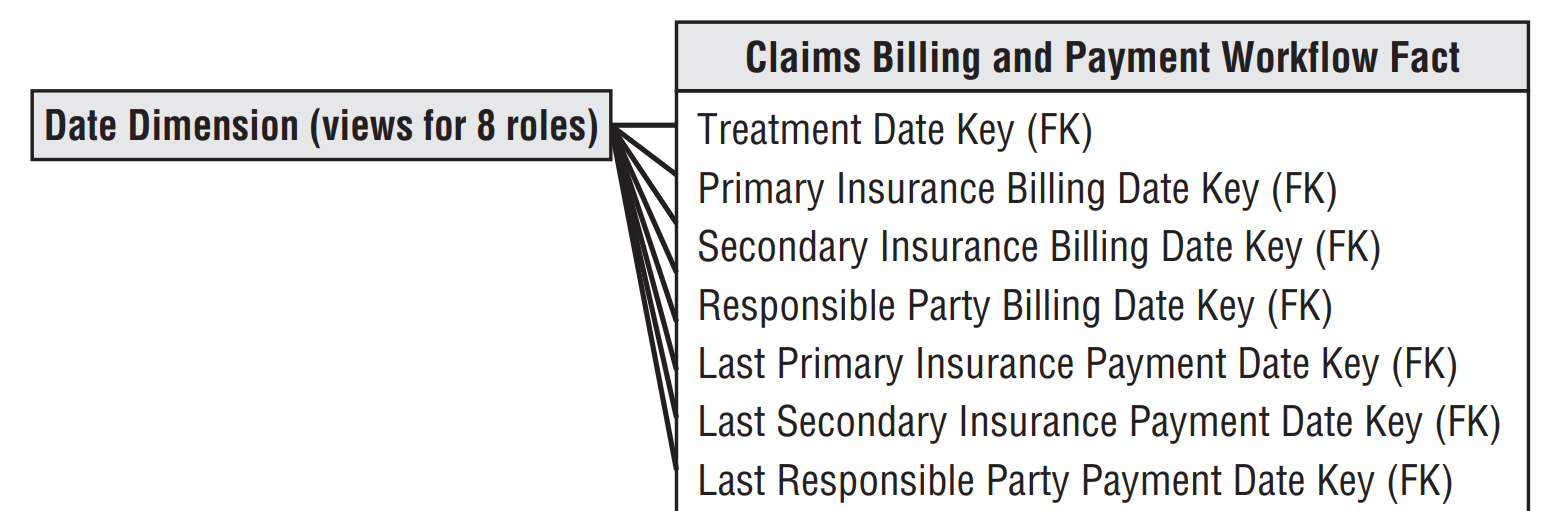 Claims Billing and Payment Workflow Fact
Date Dimension (views for 8 roles)
Treatment Date Key (FK)
Primary Insurance Billing Date Key (FK)
Secondary Insurance Billing Date Key (FK)
Responsible Party Billing Date Key (FK)
Last Primary Insurance Payment Date Key (FK)
Last Secondary Insurance Payment Date Key (FK)
Last Responsible Party Payment Date Key (FK)